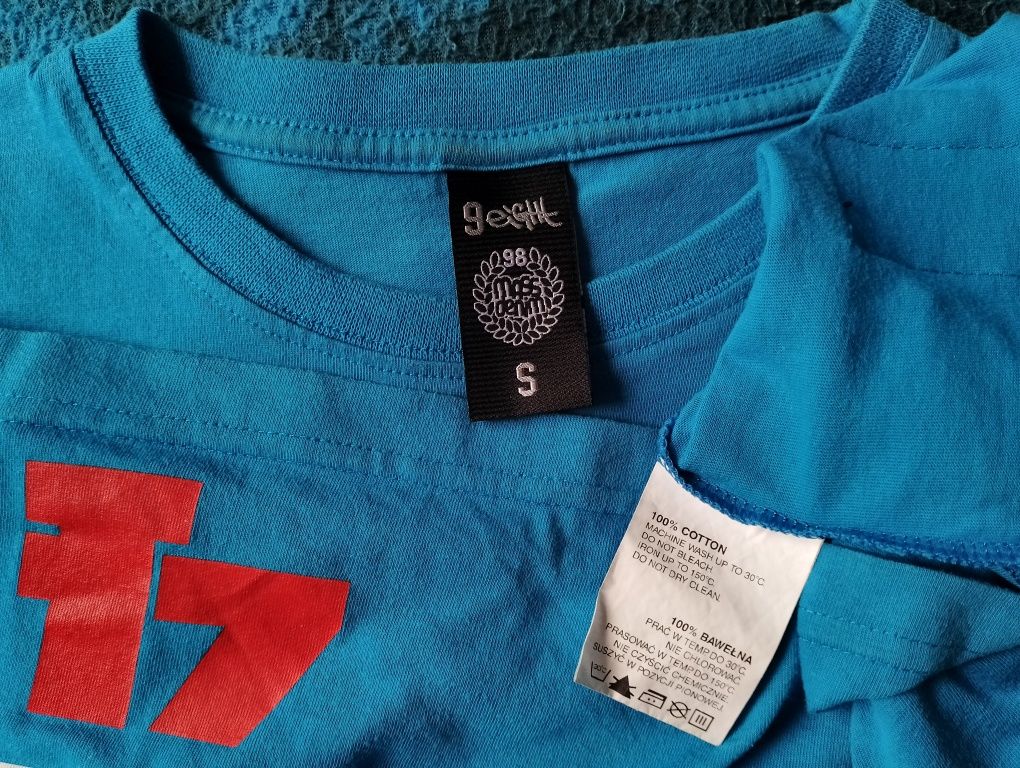 9eight
98
mass
denim
S
17
100% COTTON
MACHINE WASH UP TO 30°C.
DO NOT BLEACH
IRON UP TO 150°C.
DO NOT DRY CLEAN.
100% BAWEŁNA
PRAĆ W TEMP.DO 30°C.
NIE CHLOROWAĆ.
PRASOWAĆ W TEMP.DO 150°C.
NIE CZYŚCIĆ CHEMICZNIE.
SUSZYĆ W POZYCJI PIONOWEJ.
30°C